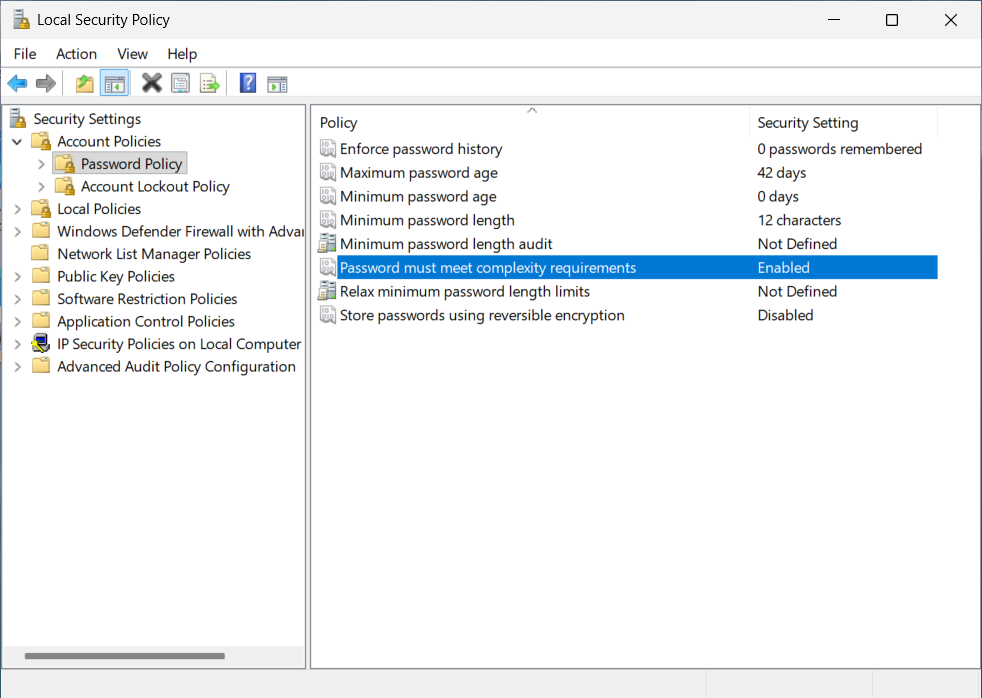 Local Security Policy
File Action View Help
Security Settings
Account Policies
Password Policy
Account Lockout Policy
Local Policies
Windows Defender Firewall with Adva
Network List Manager Policies
Public Key Policies
Software Restriction Policies
Application Control Policies
IP Security Policies on Local Computer
Advanced Audit Policy Configuration
Policy Security Setting
Enforce password history 0 passwords remembered
Maximum password age 42 days
Minimum password age 0 days
Minimum password length 12 characters
Minimum password length audit Not Defined
Password must meet complexity requirements Enabled
Relax minimum password length limits Not Defined
Store passwords using reversible encryption Disabled